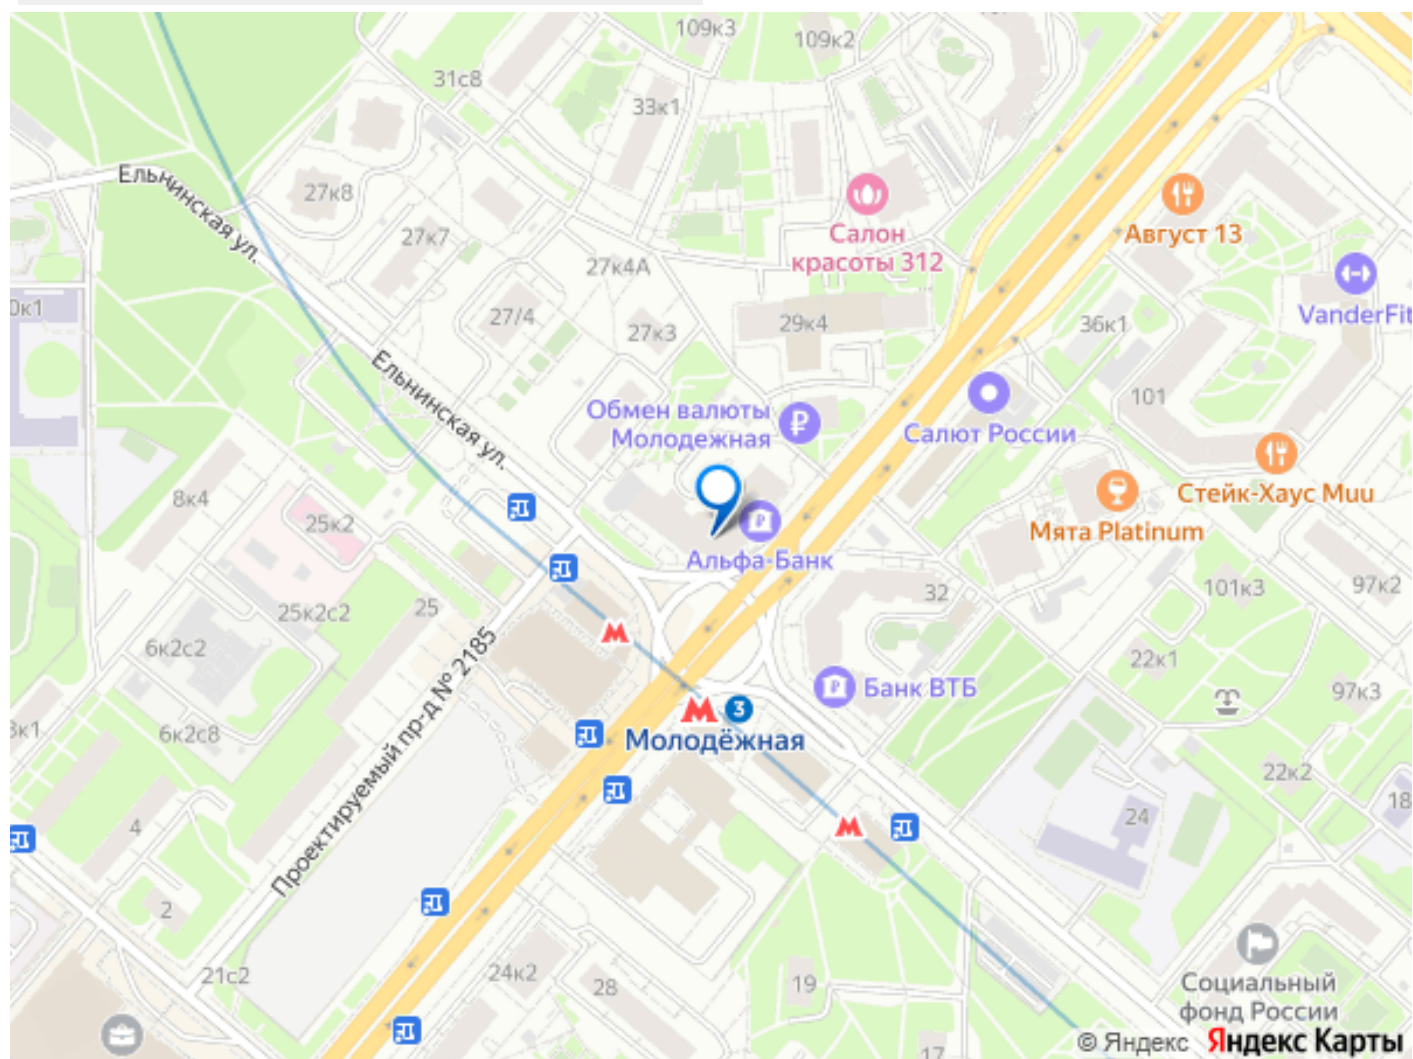 109к3
109к2
31с8
33к1
Ельнинская ул.
27к8
27к7
27к4А
Салон
красоты 312
Август 13
VanderFit
0к1
27/4
27к3
29к4
36к1
Ельнинская ул.
Обмен валюты
Молодежная
101
Салют России
8к4
25к2
Стейк-Хаус Muu
Мята Platinum
Альфа-Банк
32
101к3
97к2
25к2с2
25
6к2с2
22к1
Проектируемый пр-д № 2185
Банк ВТБ
97к3
3к1
6к2с8
3
Молодёжная
22к2
18
4
24
2
21с2
24к2
28
19
17
Социальный
фонд России
© Яндекс Яндекс Карты